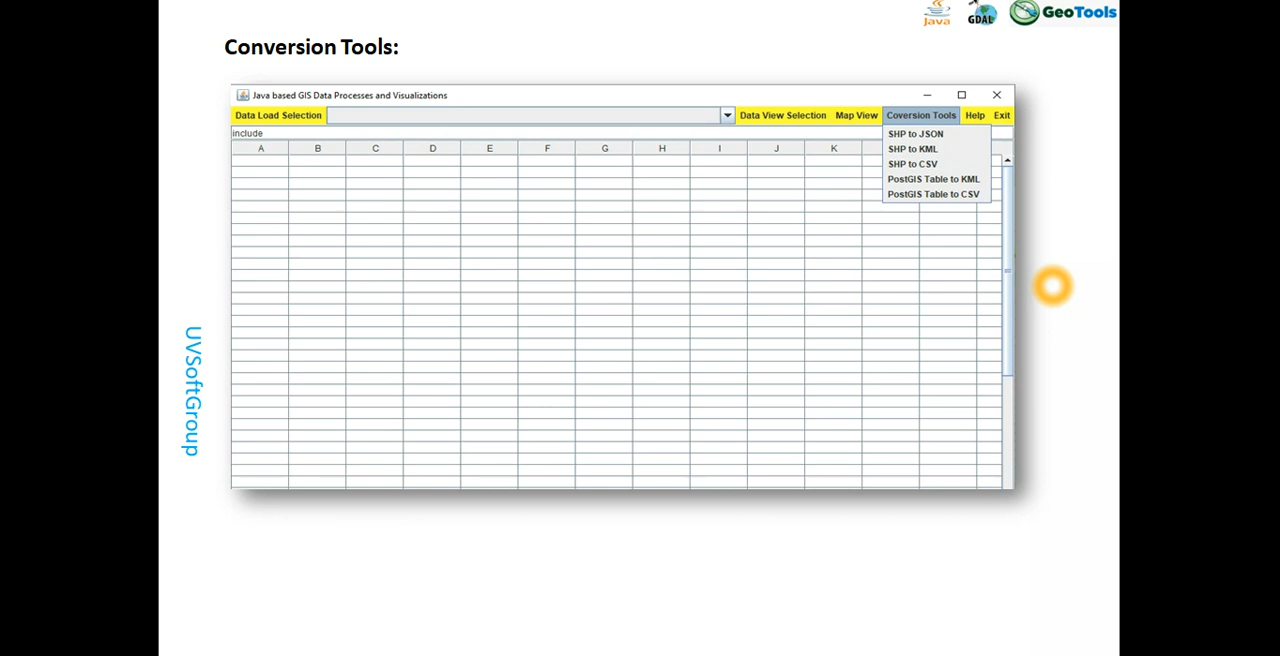 Java
GDAL
GeoTools
Conversion Tools:
Java based GIS Data Processes and Visualizations
Data Load Selection Data View Selection Map View Coversion Tools Help Exit
include
SHP to JSON
SHP to KML
SHP to CSV
PostGIS Table to KML
PostGIS Table to CSV
A B C D E F G H I J K
UVSoftGroup